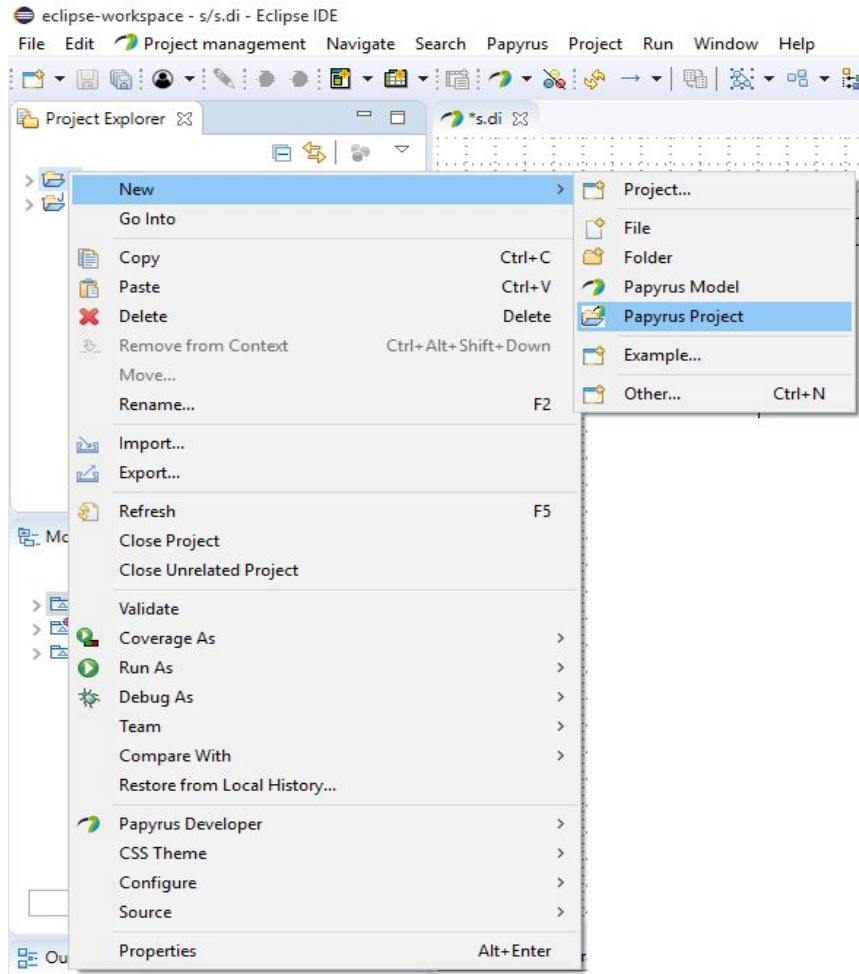 eclipse-workspace - s/s.di - Eclipse IDE
File Edit Project management Navigate Search Papyrus Project Run Window Help
Project Explorer
*s.di
New
Project...
Go Into
File
Copy Ctrl+C
Folder
Paste Ctrl+V
Papyrus Model
Delete Delete
Papyrus Project
Remove from Context Ctrl+Alt+Shift+Down
Example...
Move...
Other... Ctrl+N
Rename... F2
Import...
Export...
Refresh F5
Close Project
Close Unrelated Project
Validate
Coverage As
Run As
Debug As
Team
Compare With
Restore from Local History...
Papyrus Developer
CSS Theme
Configure
Source
Properties Alt+Enter